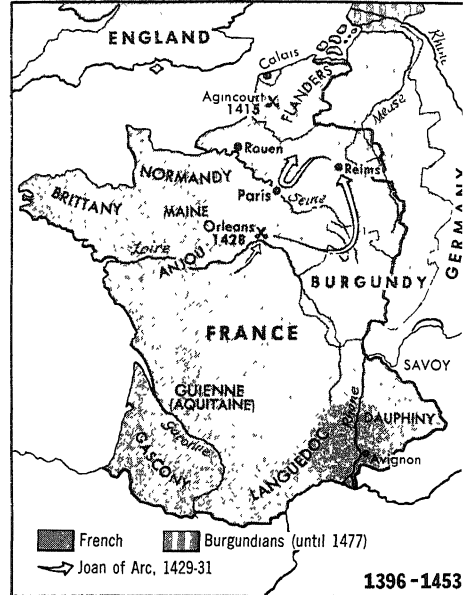 ENGLAND
Calais
Rhine
Agincourt
1415
FLANDERS
Meuse
Rouen
NORMANDY
Reims
Paris
Seine
BRITTANY
MAINE
Orleans
1428
Loire
ANJOU
GERMANY
BURGUNDY
FRANCE
SAVOY
GUIENNE
(AQUITAINE)
Garonne
GASCONY
LANGUEDOC
Rhone
DAUPHINY
Avignon
French
Burgundians (until 1477)
Joan of Arc, 1429-31
1396-1453